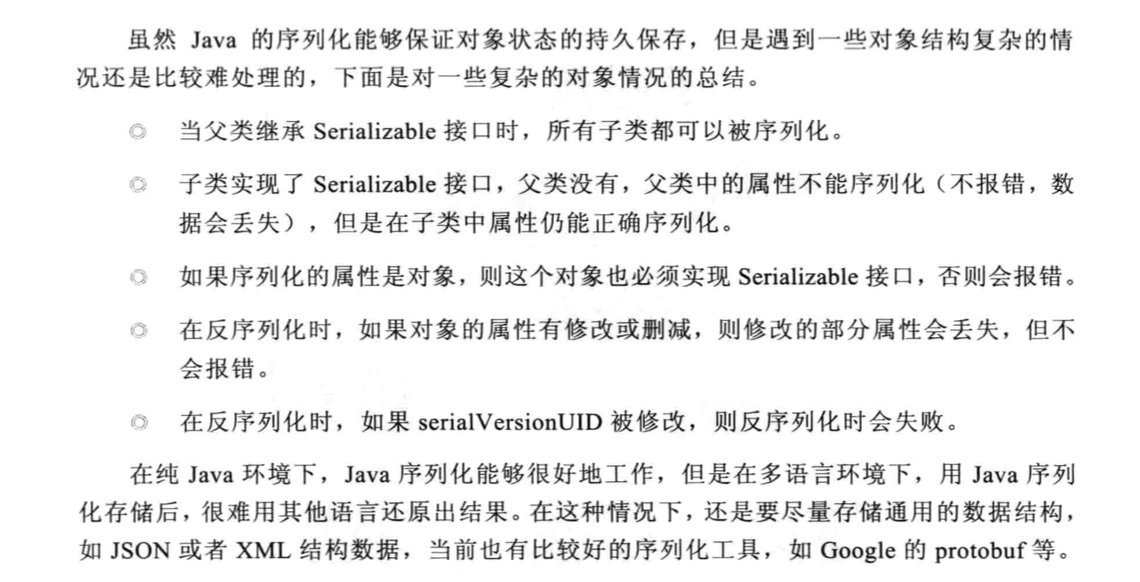 虽然 Java 的序列化能够保证对象状态的持久保存，但是遇到一些对象结构复杂的情
况还是比较难处理的，下面是对一些复杂的对象情况的总结。
◎ 当父类继承 Serializable 接口时，所有子类都可以被序列化。
◎ 子类实现了 Serializable 接口，父类没有，父类中的属性不能序列化（不报错，数
据会丢失），但是在子类中属性仍能正确序列化。
◎ 如果序列化的属性是对象，则这个对象也必须实现 Serializable 接口，否则会报错。
◎ 在反序列化时，如果对象的属性有修改或删减，则修改的部分属性会丢失，但不
会报错。
◎ 在反序列化时，如果 serialVersionUID 被修改，则反序列化时会失败。
在纯 Java 环境下，Java 序列化能够很好地工作，但是在多语言环境下，用 Java 序列
化存储后，很难用其他语言还原出结果。在这种情况下，还是要尽量存储通用的数据结构，
如 JSON 或者 XML 结构数据，当前也有比较好的序列化工具，如 Google 的 protobuf 等。